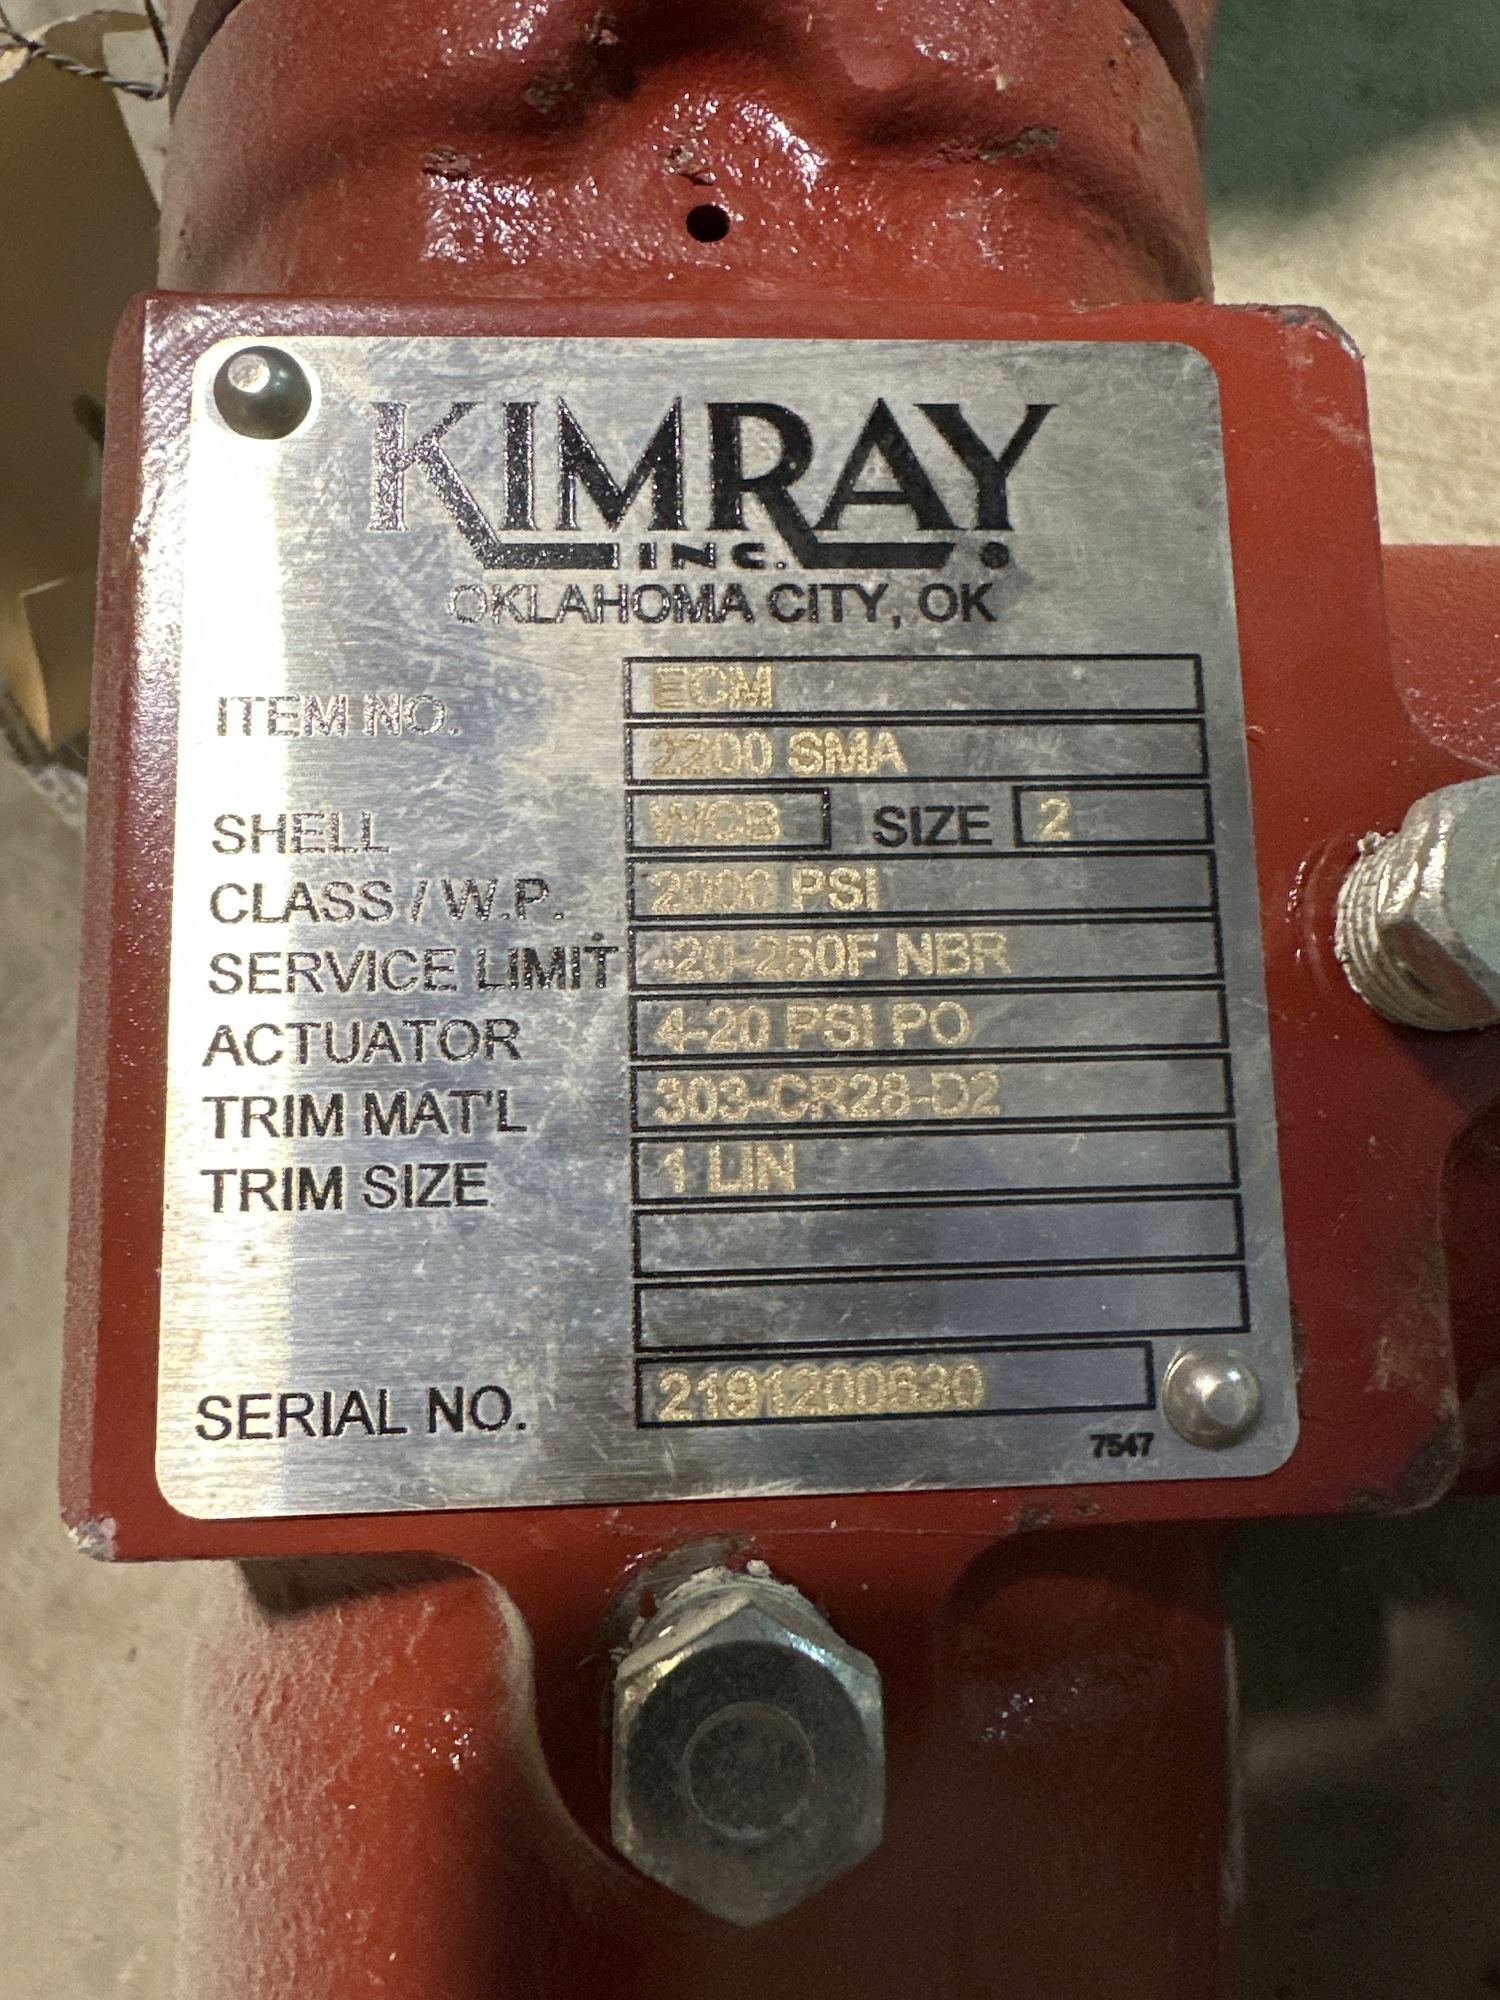 KIMRAY
INC.®
OKLAHOMA CITY, OK
ITEM NO. ECM
2200 SMA
SHELL WCB SIZE 2
CLASS / W.P. 2000 PSI
SERVICE LIMIT -20-250F NBR
ACTUATOR 4-20 PSI PO
TRIM MAT'L 303-CR28-D2
TRIM SIZE 1 LIN
SERIAL NO. 2191200630
7547